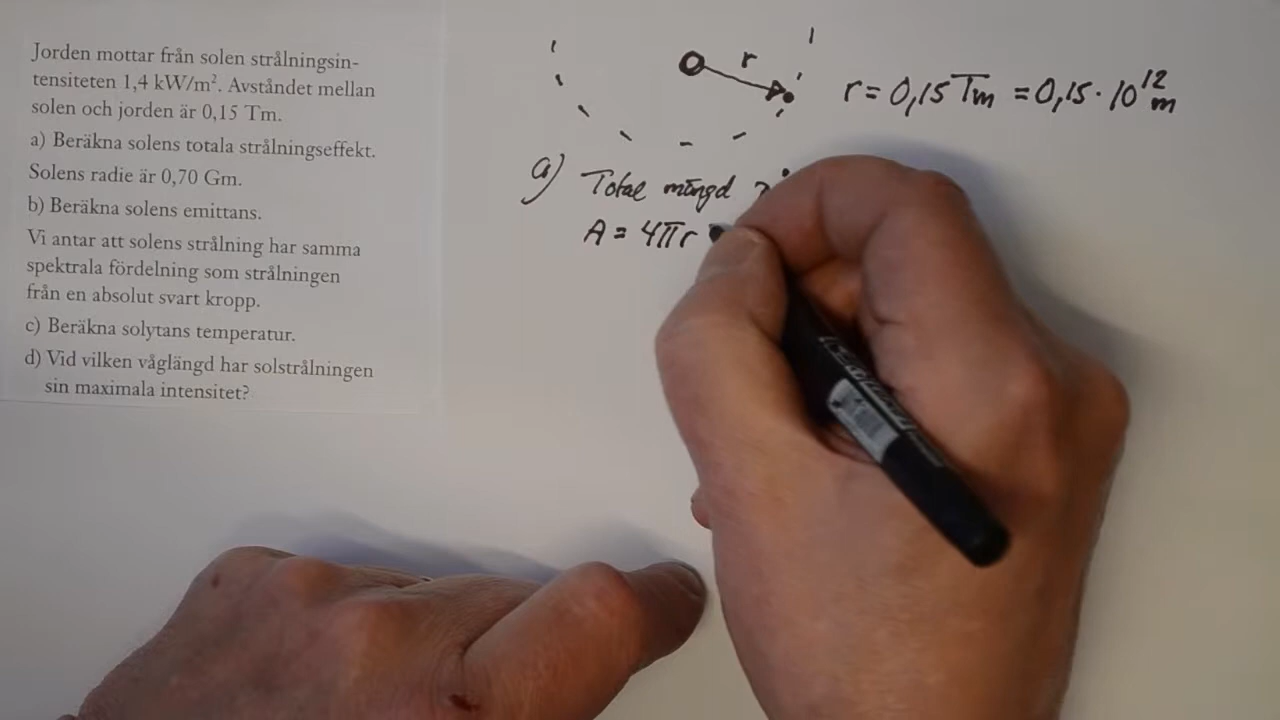 Jorden mottar från solen strålningsin-
tensiteten 1,4 kW/m². Avståndet mellan
solen och jorden är 0,15 Tm.
a) Beräkna solens totala strålningseffekt.
Solens radie är 0,70 Gm.
b) Beräkna solens emittans.
Vi antar att solens strålning har samma
spektrala fördelning som strålningen
från en absolut svart kropp.
c) Beräkna solytans temperatur.
d) Vid vilken våglängd har solstrålningen
sin maximala intensitet?
r
r = 0,15 Tm = 0,15 · 10¹² m
a) Total mängd
A = 4πr